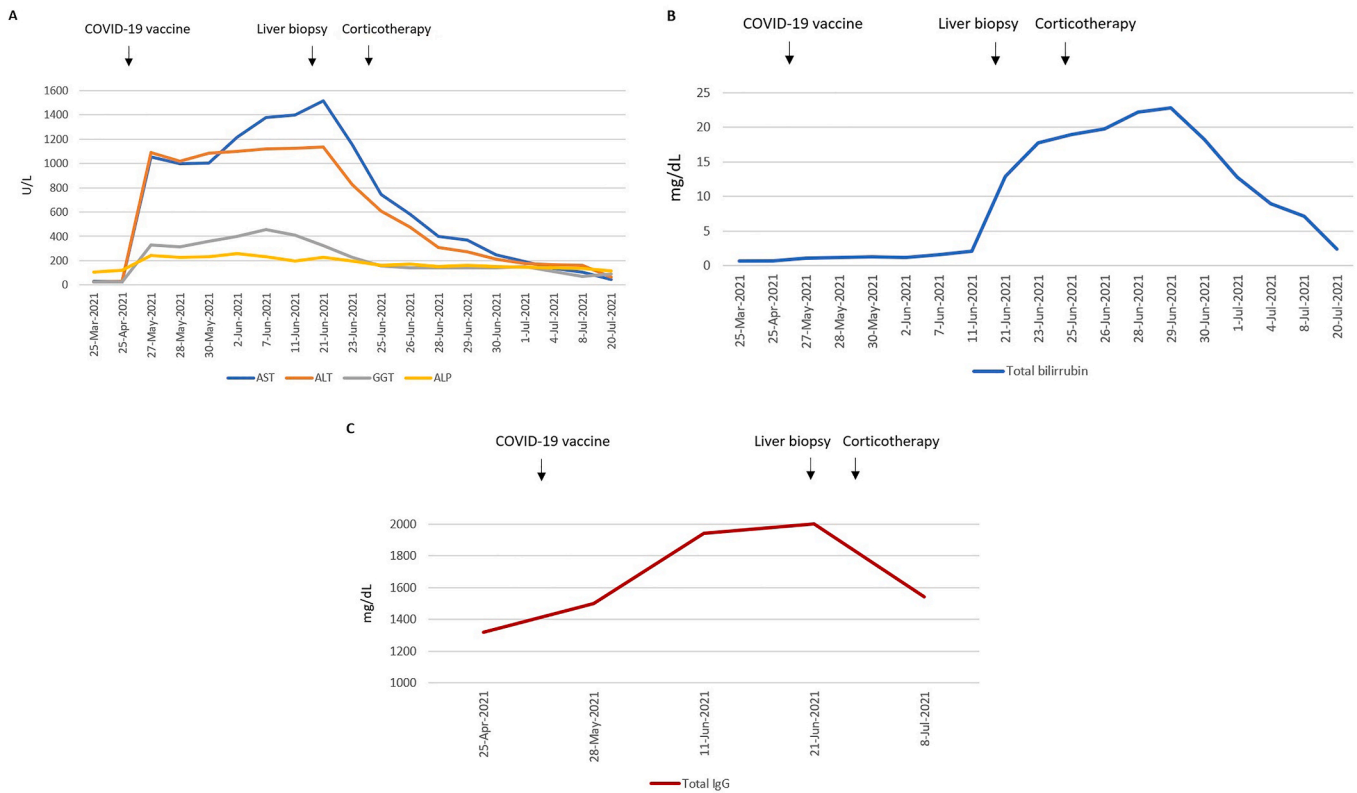 A
COVID-19 vaccine
Liver biopsy
Corticotherapy
U/L
1600
1400
1200
1000
800
600
400
200
0
25-Mar-2021
25-Apr-2021
27-May-2021
28-May-2021
30-May-2021
2-Jun-2021
7-Jun-2021
11-Jun-2021
21-Jun-2021
23-Jun-2021
25-Jun-2021
26-Jun-2021
28-Jun-2021
29-Jun-2021
30-Jun-2021
1-Jul-2021
4-Jul-2021
8-Jul-2021
20-Jul-2021
AST
ALT
GGT
ALP
B
COVID-19 vaccine
Liver biopsy
Corticotherapy
mg/dL
25
20
15
10
5
0
25-Mar-2021
25-Apr-2021
27-May-2021
28-May-2021
30-May-2021
2-Jun-2021
7-Jun-2021
11-Jun-2021
21-Jun-2021
23-Jun-2021
25-Jun-2021
26-Jun-2021
28-Jun-2021
29-Jun-2021
30-Jun-2021
1-Jul-2021
4-Jul-2021
8-Jul-2021
20-Jul-2021
Total bilirrubin
C
COVID-19 vaccine
Liver biopsy
Corticotherapy
mg/dL
2000
1800
1600
1400
1200
1000
25-Apr-2021
28-May-2021
11-Jun-2021
21-Jun-2021
8-Jul-2021
Total IgG